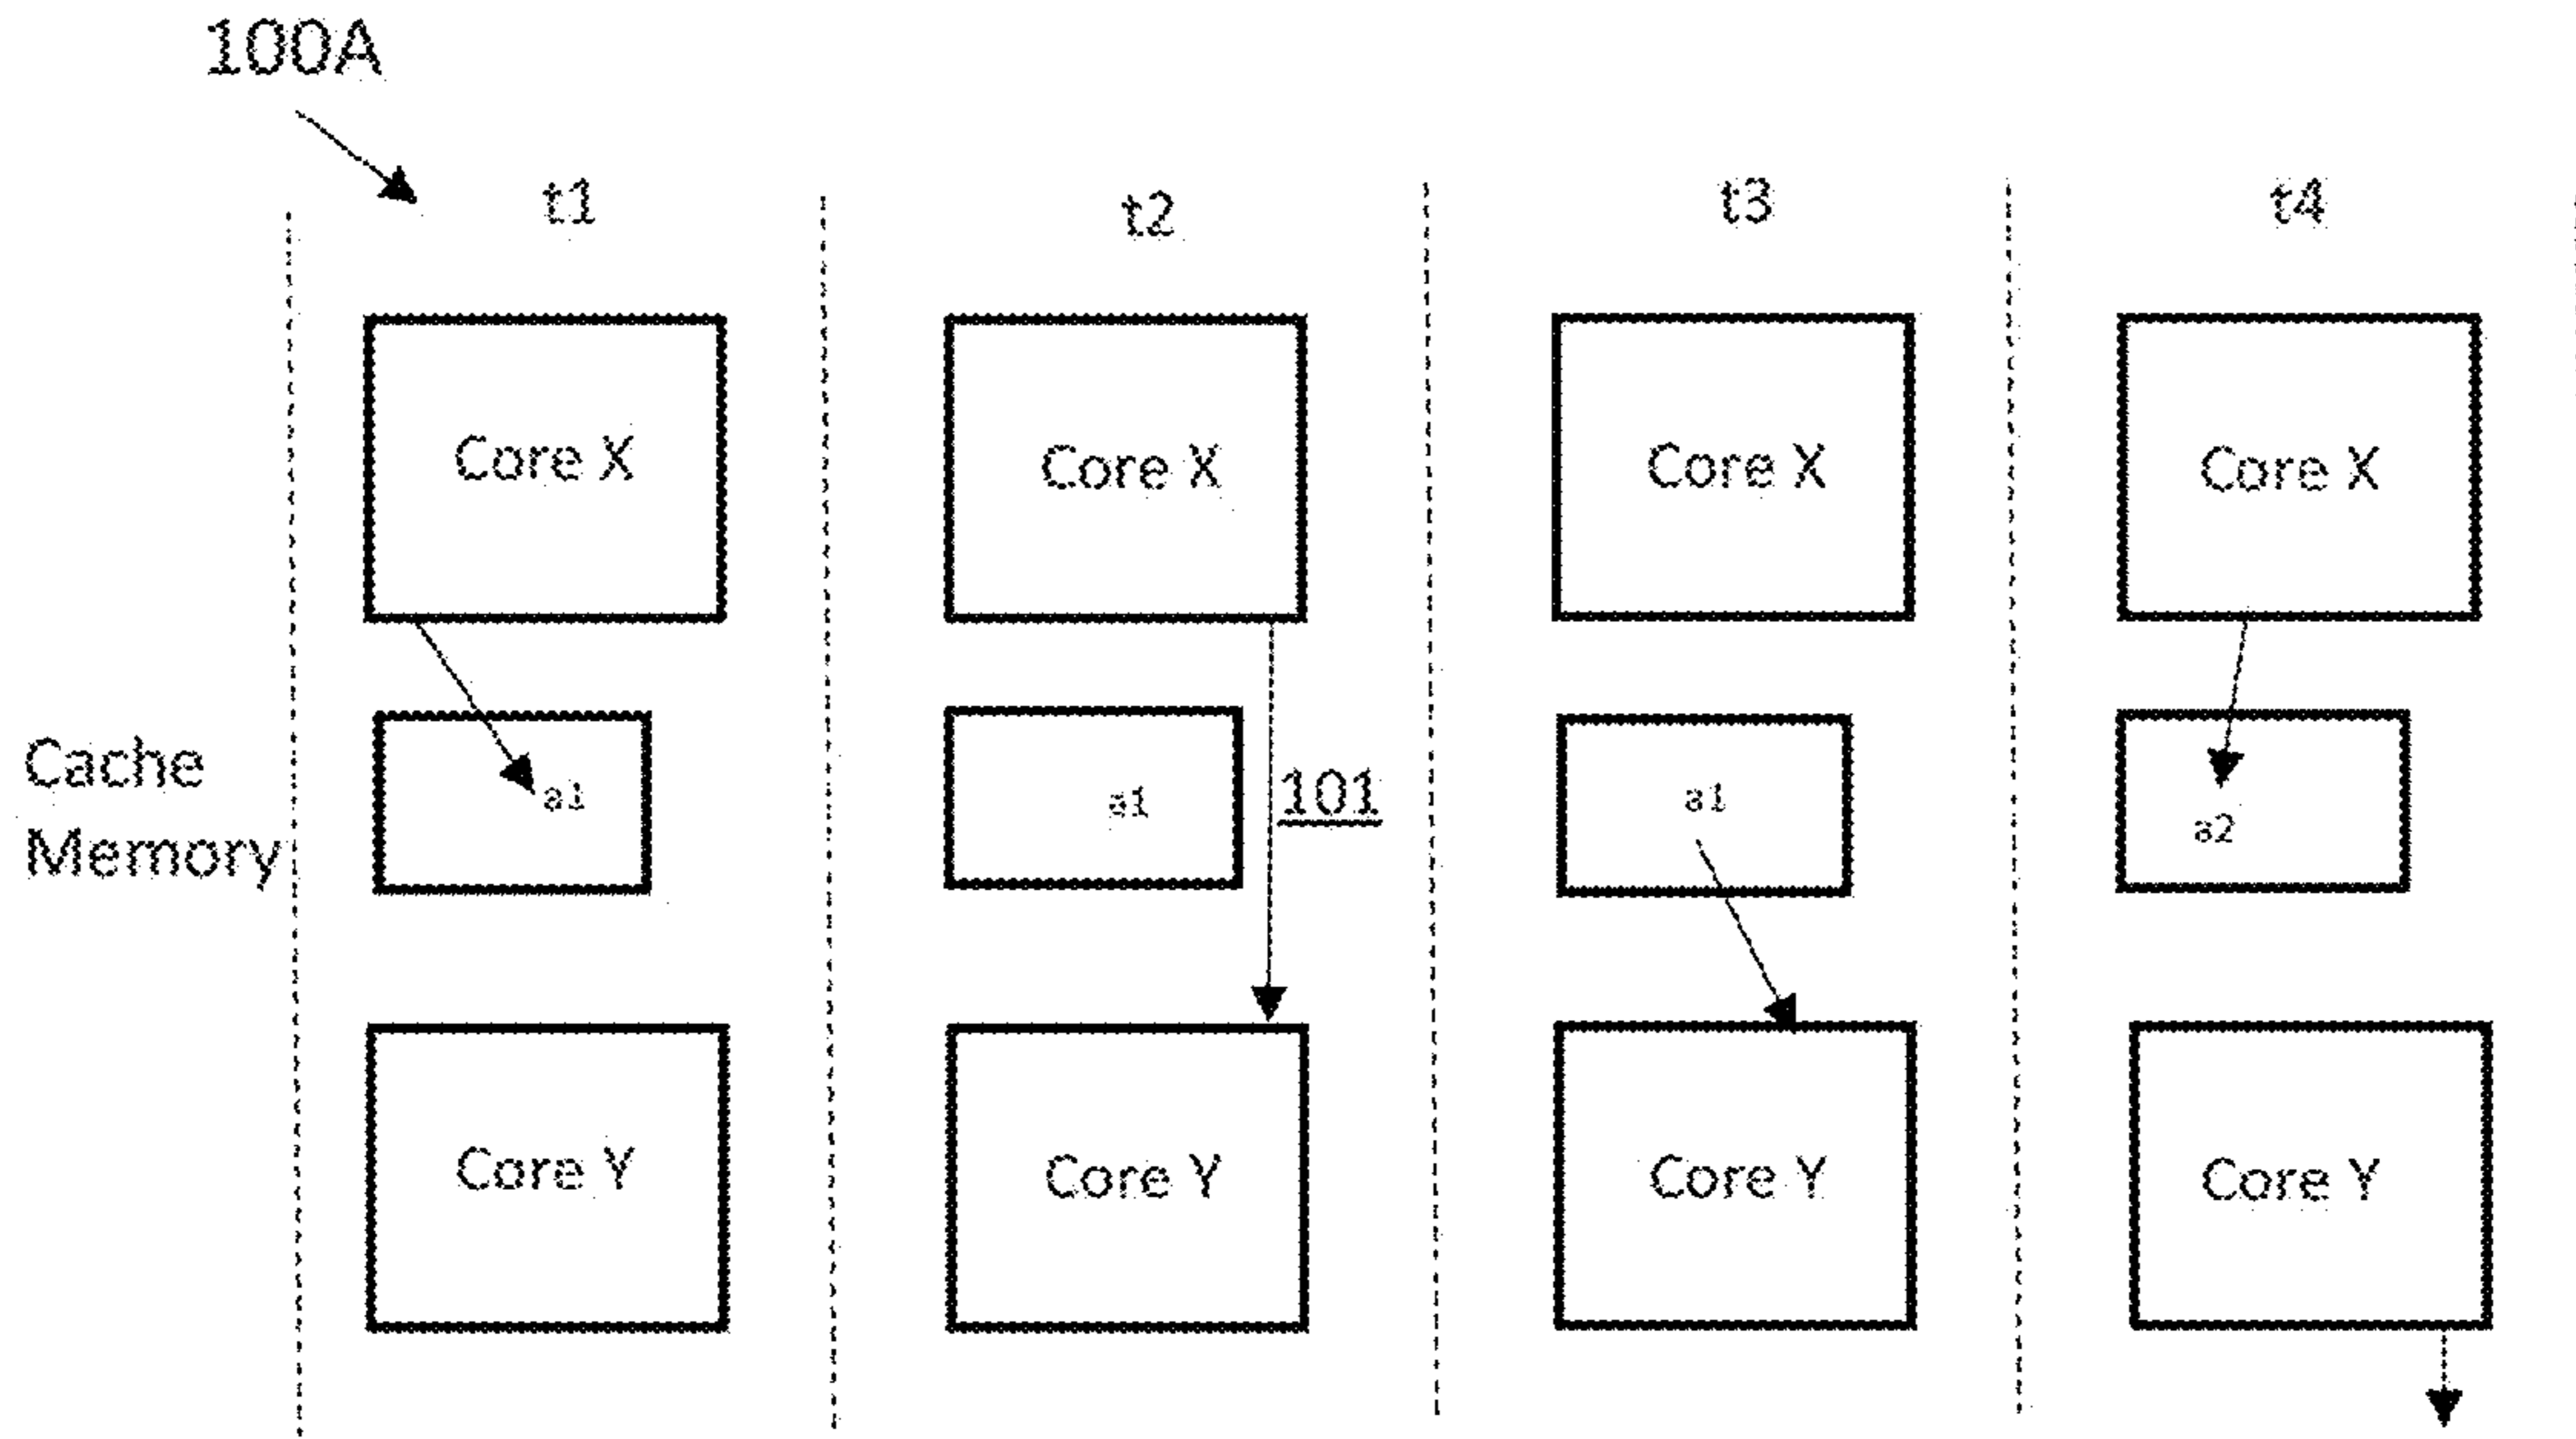 100A
t1
t2
t3
t4
Core X
Core X
Core X
Core X
Cache
Memory
a1
a1
101
a1
a2
Core Y
Core Y
Core Y
Core Y